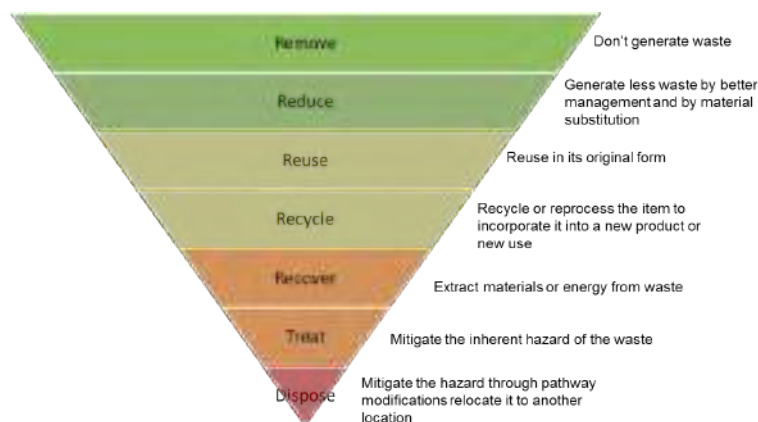 Remove
Don't generate waste
Reduce
Generate less waste by better
management and by material
substitution
Reuse
Reuse in its original form
Recycle
Recycle or reprocess the item to
incorporate it into a new product or
new use
Recover
Extract materials or energy from waste
Treat
Mitigate the inherent hazard of the waste
Dispose
Mitigate the hazard through pathway
modifications relocate it to another
location